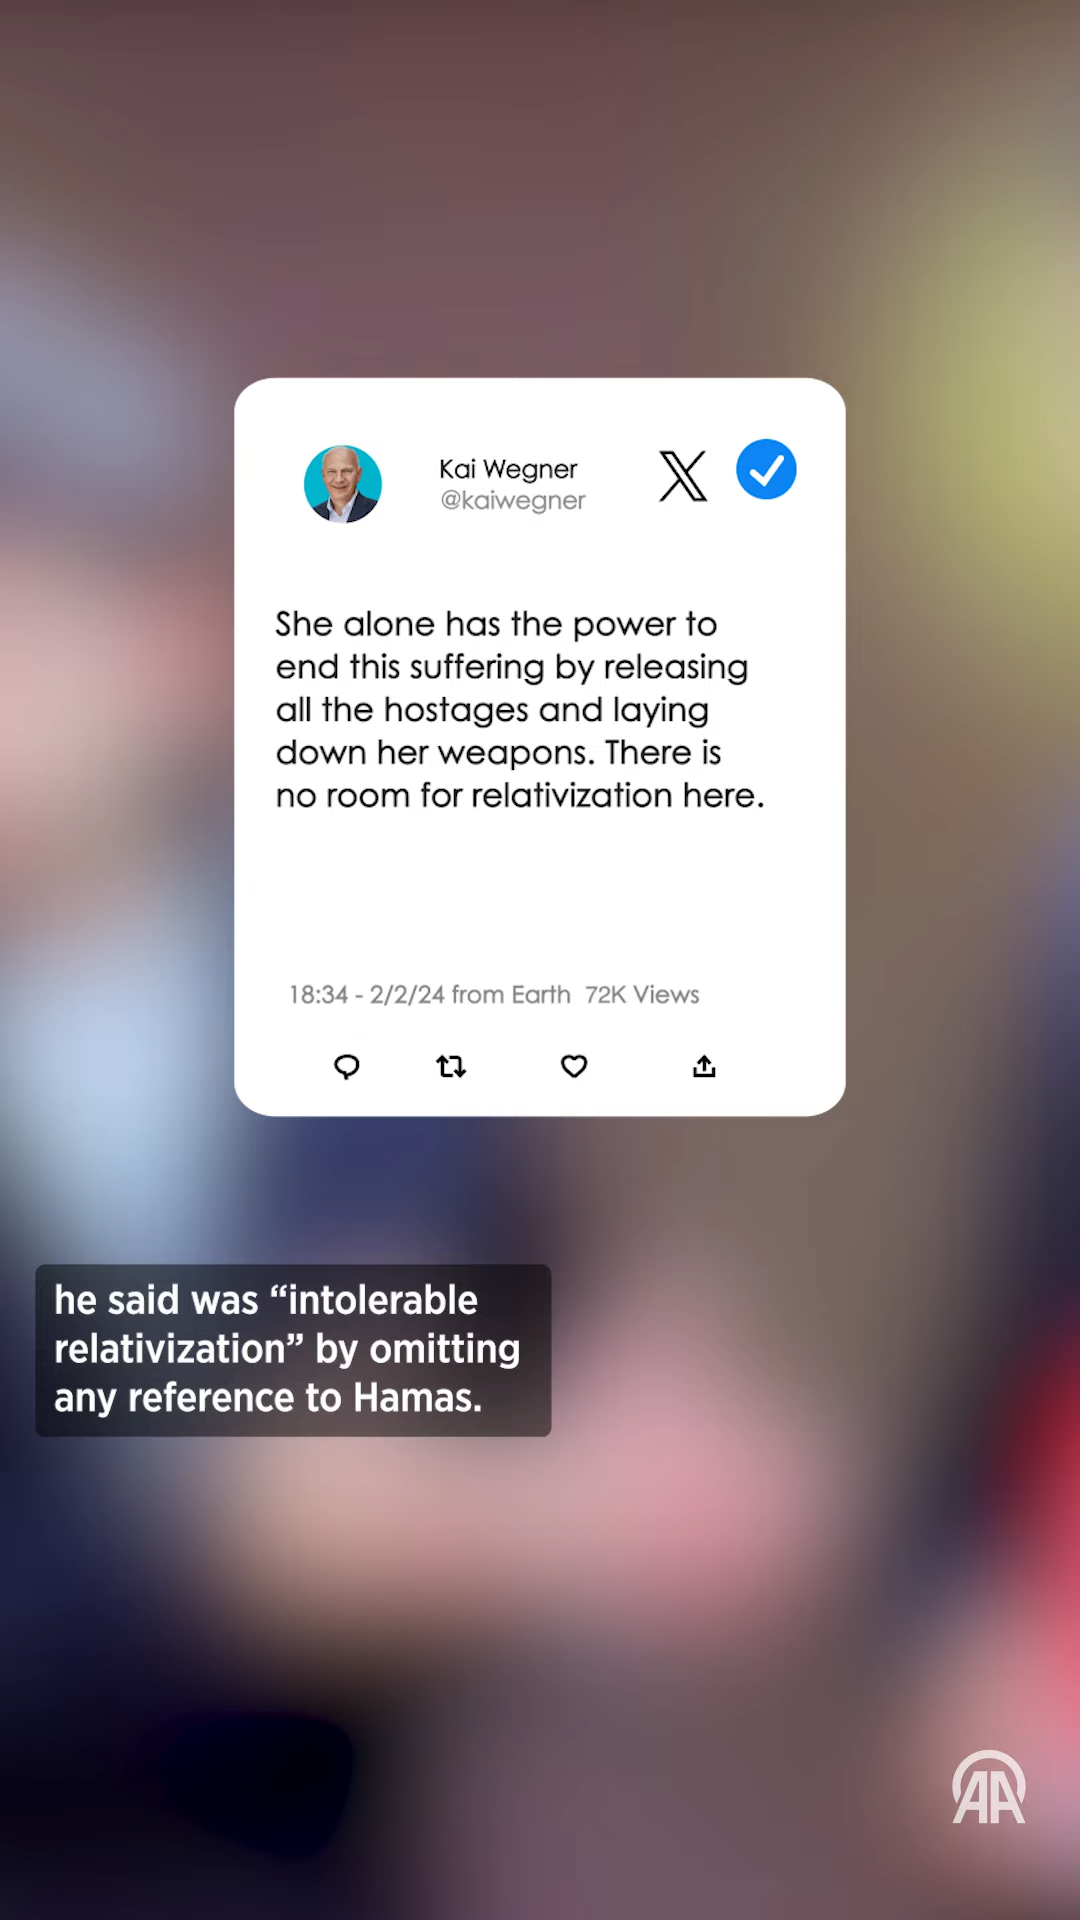 Kai Wegner
@kaiwegner
She alone has the power to
end this suffering by releasing
all the hostages and laying
down her weapons. There is
no room for relativization here.
18:34 - 2/2/24 from Earth 72K Views
he said was “intolerable
relativization” by omitting
any reference to Hamas.
AA